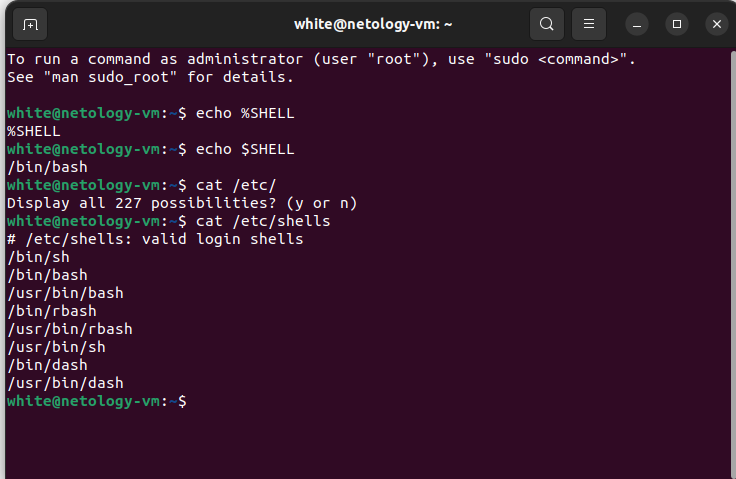 white@netology-vm: ~
To run a command as administrator (user "root"), use "sudo <command>".
See "man sudo_root" for details.
white@netology-vm:~$ echo %SHELL
%SHELL
white@netology-vm:~$ echo $SHELL
/bin/bash
white@netology-vm:~$ cat /etc/
Display all 227 possibilities? (y or n)
white@netology-vm:~$ cat /etc/shells
# /etc/shells: valid login shells
/bin/sh
/bin/bash
/usr/bin/bash
/bin/rbash
/usr/bin/rbash
/usr/bin/sh
/bin/dash
/usr/bin/dash
white@netology-vm:~$